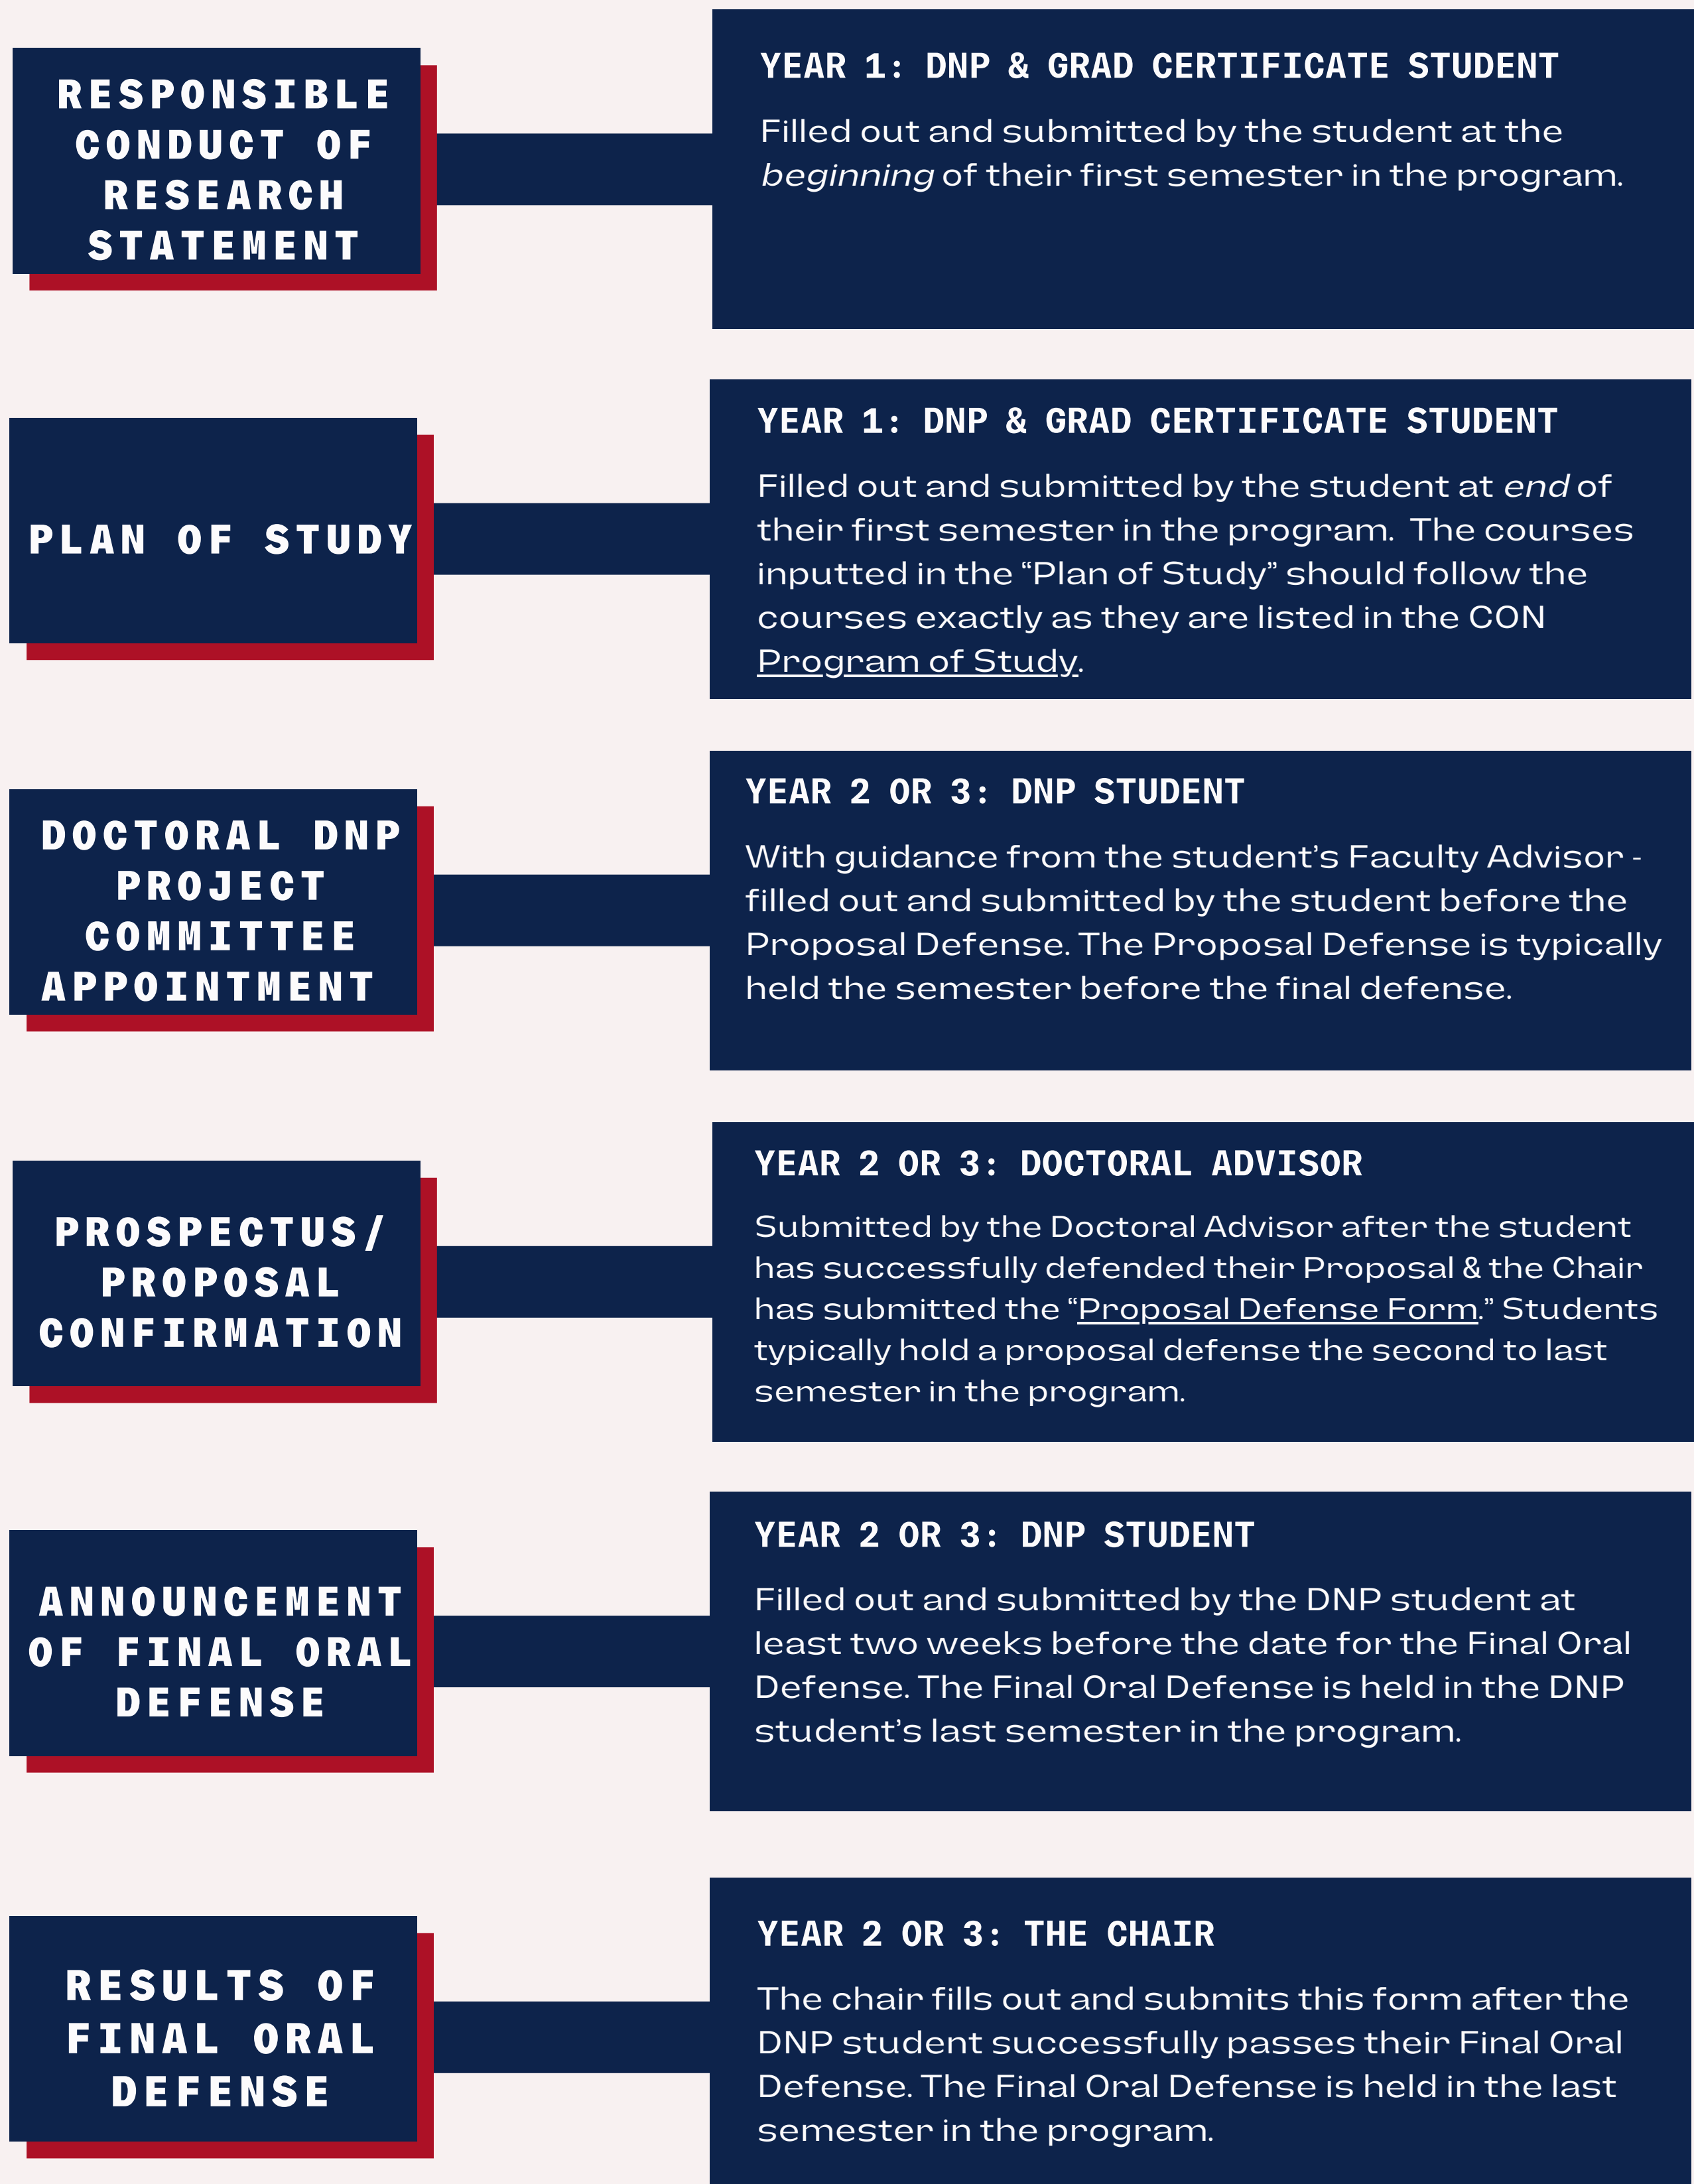 RESPONSIBLE
CONDUCT OF
RESEARCH
STATEMENT
YEAR 1: DNP & GRAD CERTIFICATE STUDENT
Filled out and submitted by the student at the
beginning of their first semester in the program.
PLAN OF STUDY
YEAR 1: DNP & GRAD CERTIFICATE STUDENT
Filled out and submitted by the student at end of
their first semester in the program. The courses
inputted in the “Plan of Study” should follow the
courses exactly as they are listed in the CON
Program of Study.
DOCTORAL DNP
PROJECT
COMMITTEE
APPOINTMENT
YEAR 2 OR 3: DNP STUDENT
With guidance from the student’s Faculty Advisor -
filled out and submitted by the student before the
Proposal Defense. The Proposal Defense is typically
held the semester before the final defense.
PROSPECTUS/
PROPOSAL
CONFIRMATION
YEAR 2 OR 3: DOCTORAL ADVISOR
Submitted by the Doctoral Advisor after the student
has successfully defended their Proposal & the Chair
has submitted the “Proposal Defense Form.” Students
typically hold a proposal defense the second to last
semester in the program.
ANNOUNCEMENT
OF FINAL ORAL
DEFENSE
YEAR 2 OR 3: DNP STUDENT
Filled out and submitted by the DNP student at
least two weeks before the date for the Final Oral
Defense. The Final Oral Defense is held in the DNP
student’s last semester in the program.
RESULTS OF
FINAL ORAL
DEFENSE
YEAR 2 OR 3: THE CHAIR
The chair fills out and submits this form after the
DNP student successfully passes their Final Oral
Defense. The Final Oral Defense is held in the last
semester in the program.